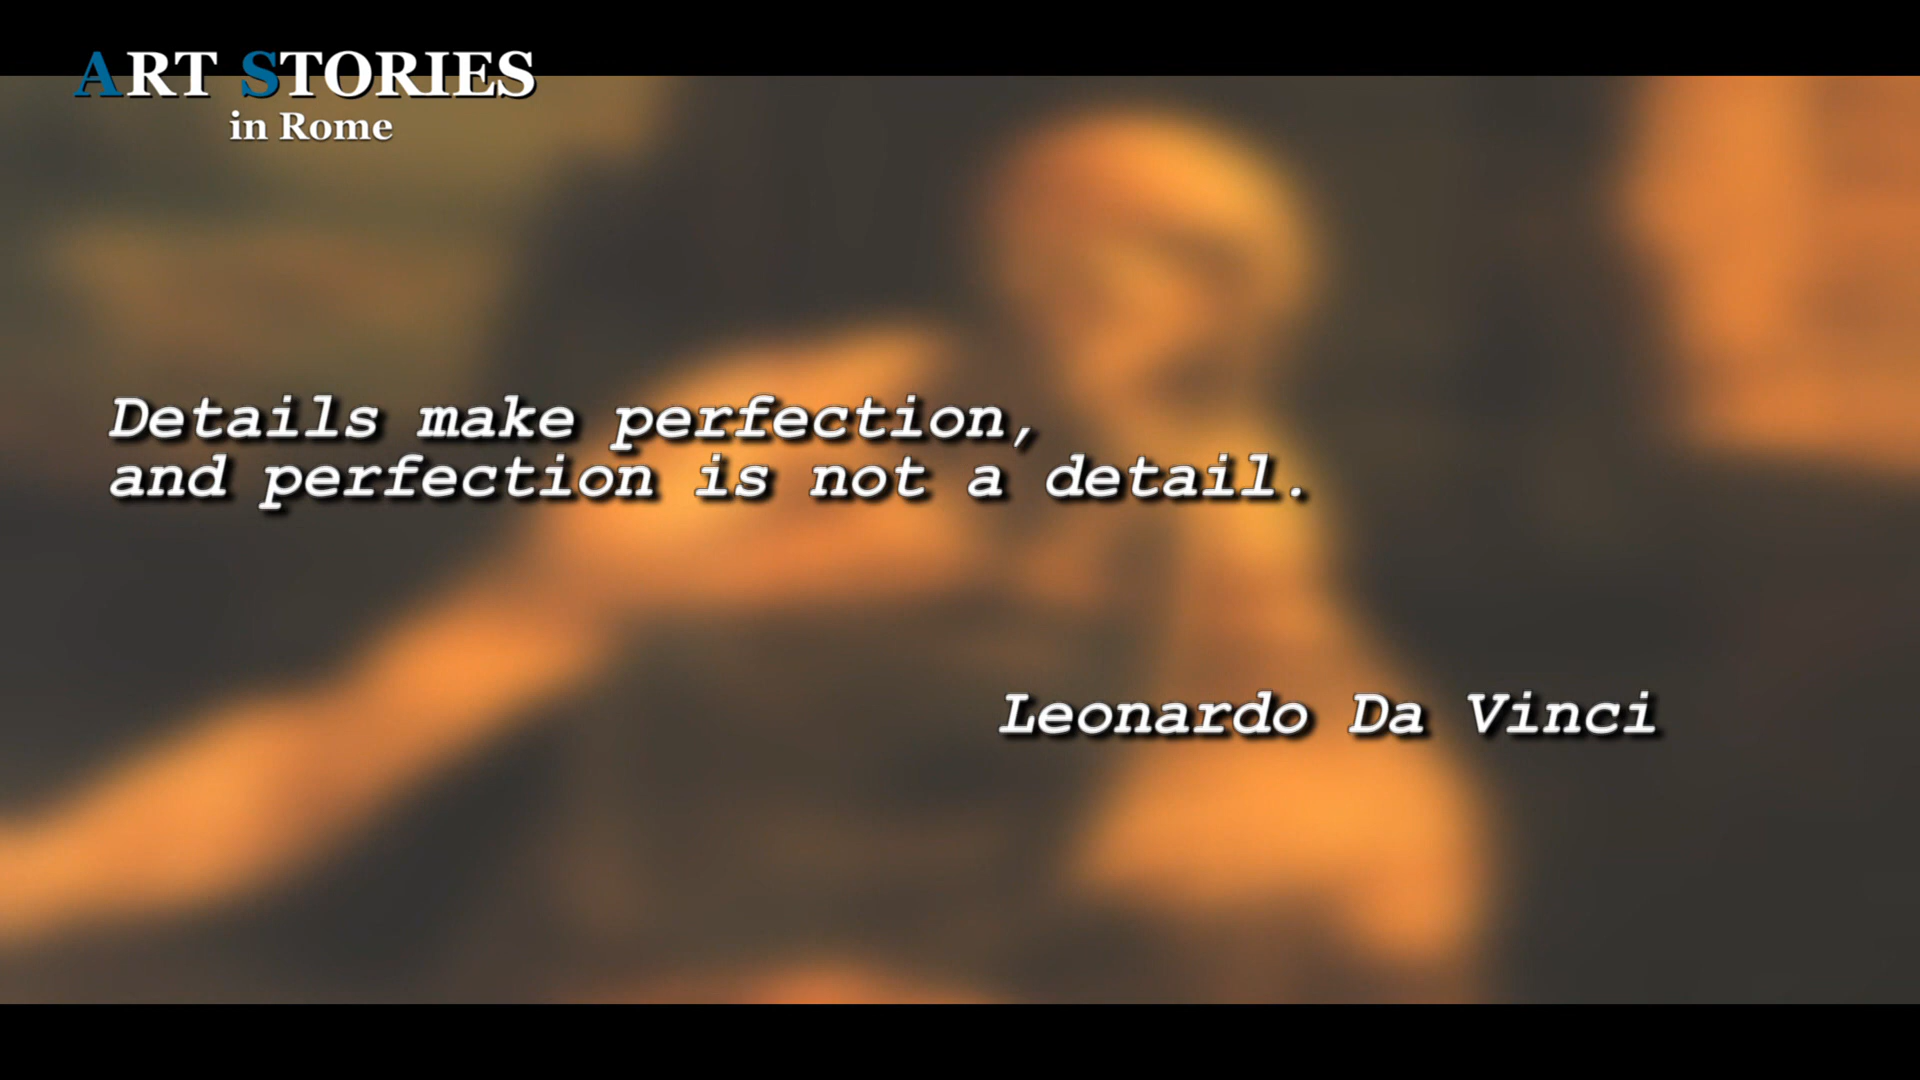 ART STORIES
in Rome
Details make perfection,
and perfection is not a detail.
Leonardo Da Vinci